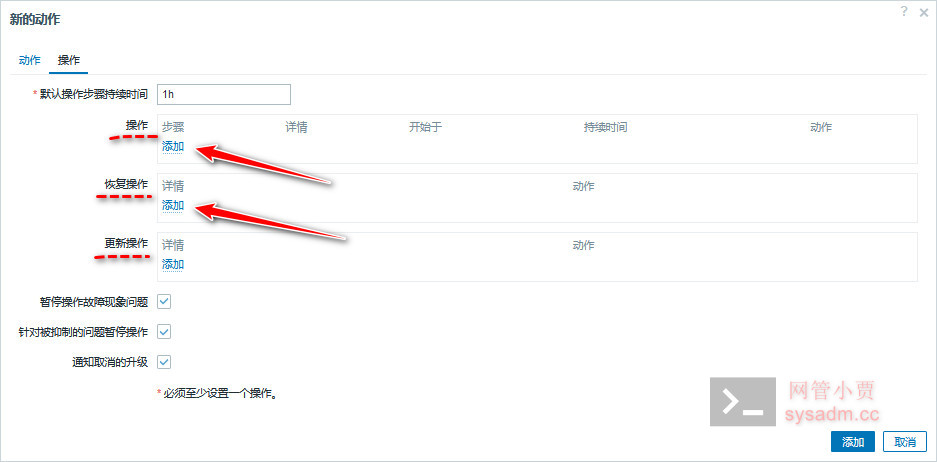 新的动作
? ×
动作 操作
* 默认操作步骤持续时间 1h
操作 步骤 详情 开始于 持续时间 动作
添加
恢复操作 详情 动作
添加
更新操作 详情 动作
添加
暂停操作故障现象问题
针对被抑制的问题暂停操作
通知取消的升级
* 必须至少设置一个操作。
网管小贾
sysadm.cc
添加 取消